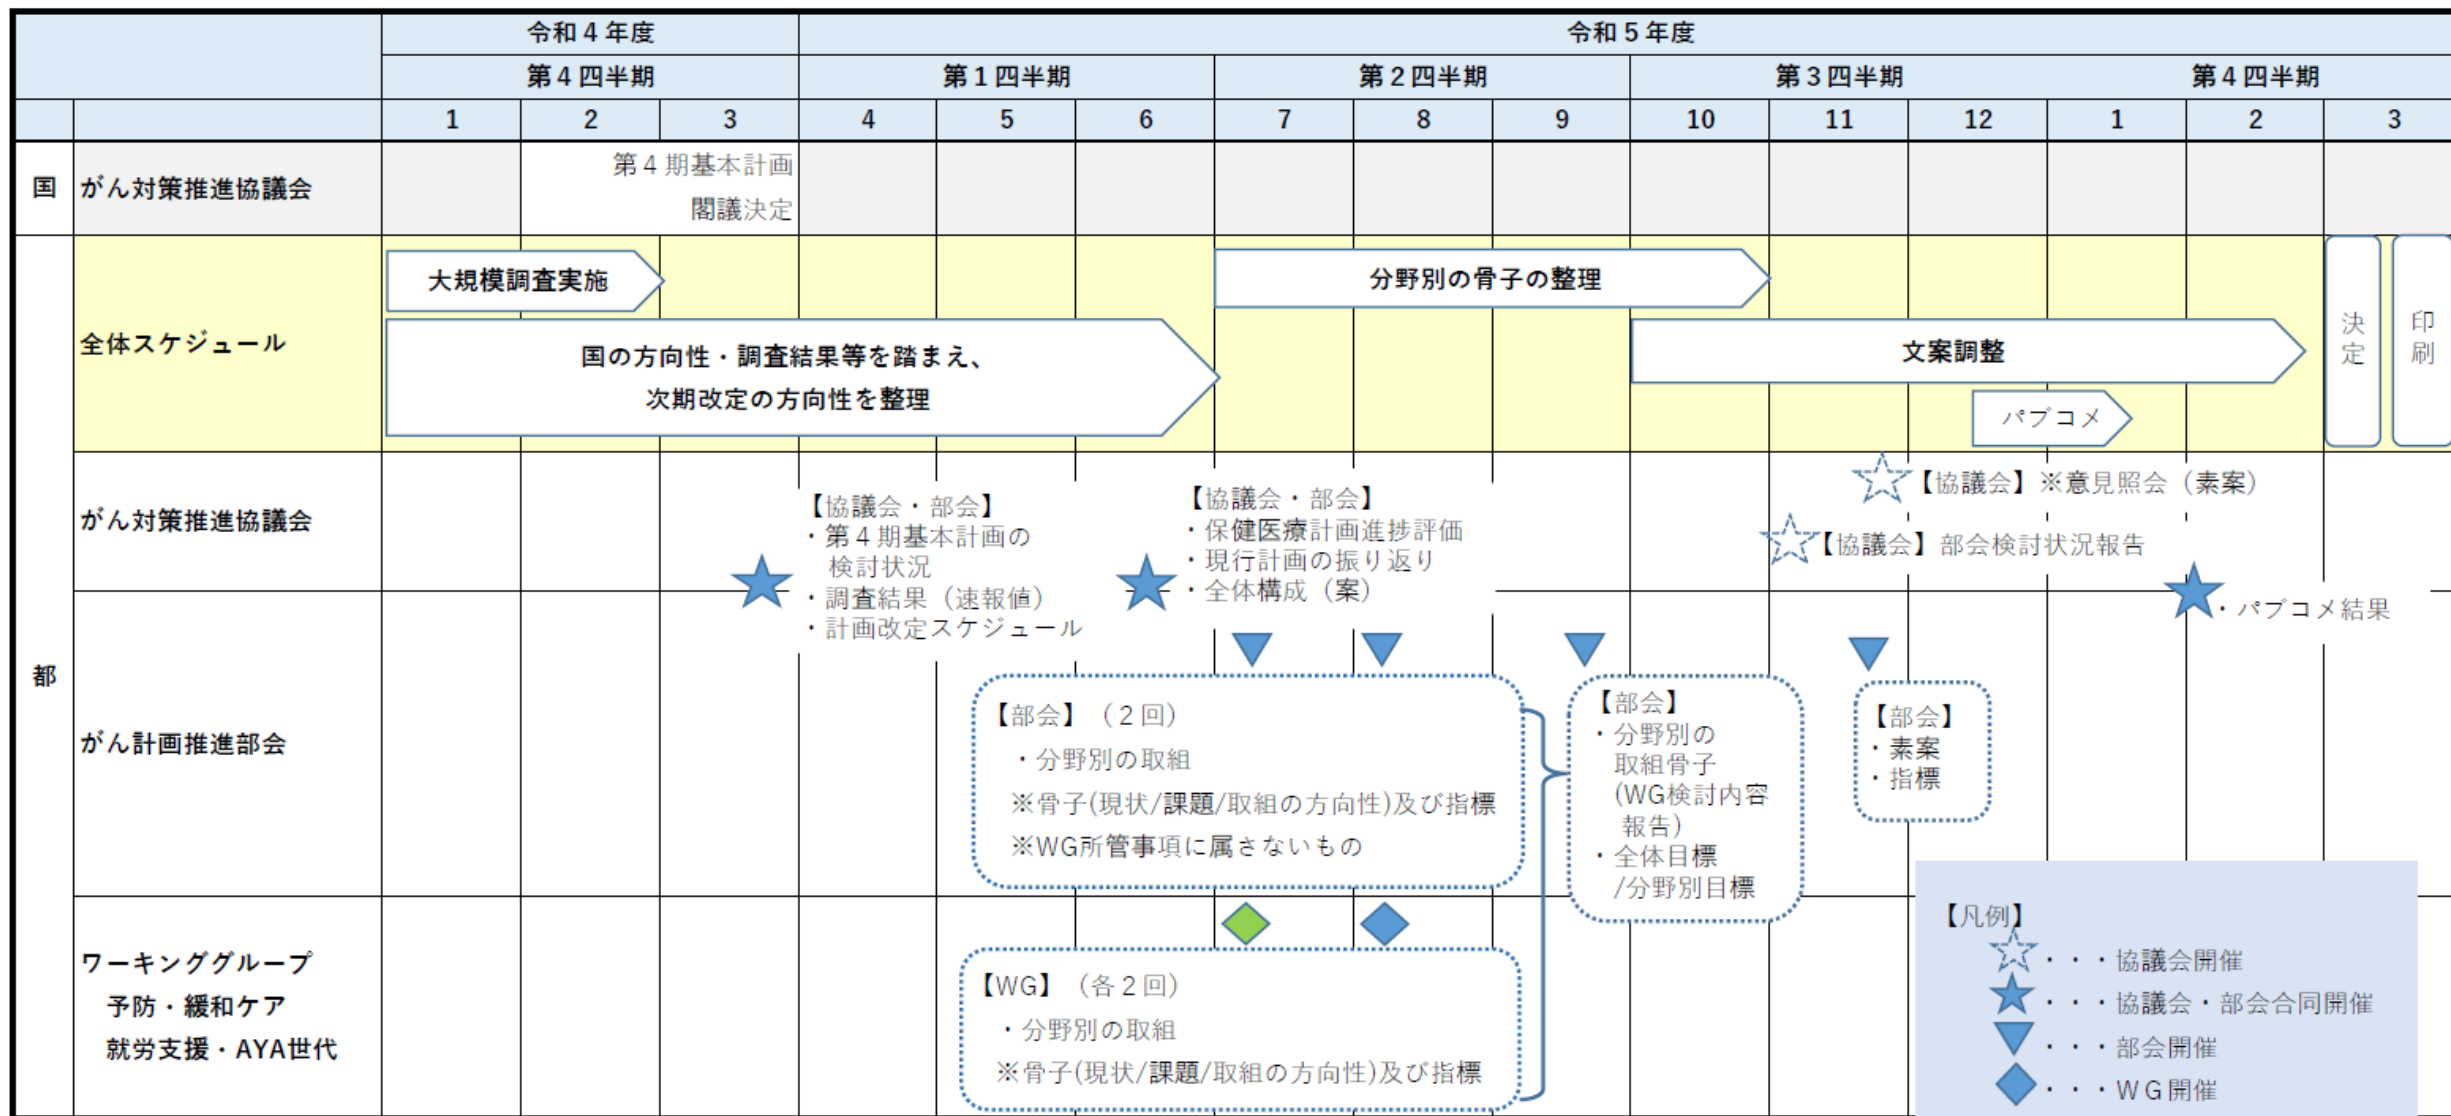 令和４年度
令和５年度
第４四半期
第１四半期
第２四半期
第３四半期
第４四半期
1
2
3
4
5
6
7
8
9
10
11
12
1
2
3
国
がん対策推進協議会
第４期基本計画
閣議決定
都
全体スケジュール
大規模調査実施
国の方向性・調査結果等を踏まえ、
次期改定の方向性を整理
分野別の骨子の整理
文案調整
パブコメ
決定
印刷
がん対策推進協議会
【協議会・部会】
・第４期基本計画の
検討状況
・調査結果（速報値）
・計画改定スケジュール
【協議会・部会】
・保健医療計画進捗評価
・現行計画の振り返り
・全体構成（案）
【協議会】※意見照会（素案）
【協議会】部会検討状況報告
・パブコメ結果
がん計画推進部会
【部会】（２回）
・分野別の取組
※骨子(現状/課題/取組の方向性)及び指標
※WG所管事項に属さないもの
【部会】
・分野別の
取組骨子
(WG検討内容
報告)
・全体目標
/分野別目標
【部会】
・素案
・指標
ワーキンググループ
予防・緩和ケア
就労支援・AYA世代
【WG】（各２回）
・分野別の取組
※骨子(現状/課題/取組の方向性)及び指標
【凡例】
・・・協議会開催
・・・協議会・部会合同開催
・・・部会開催
・・・ＷＧ開催